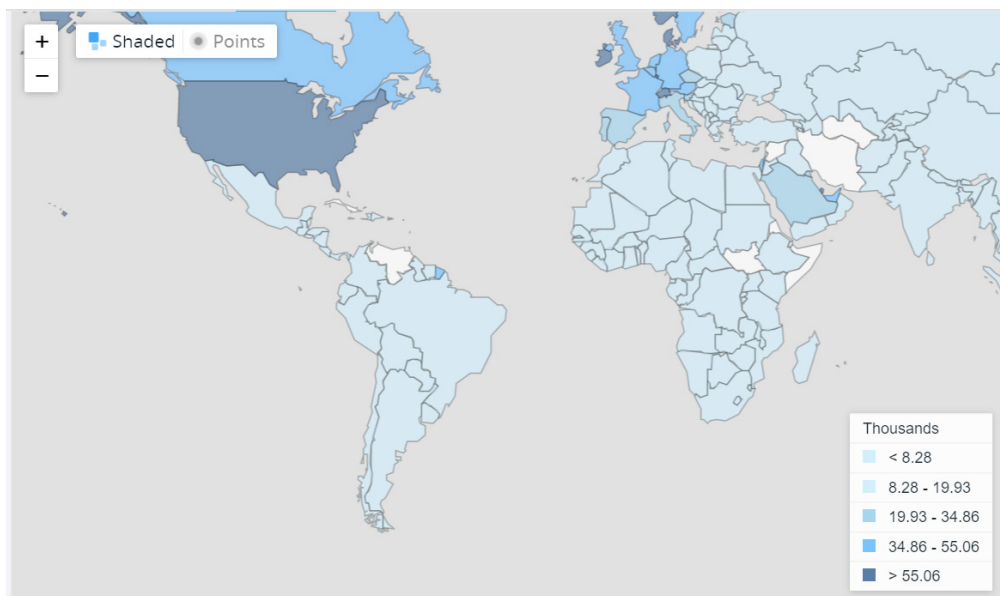 +
Shaded Points
−
Thousands
< 8.28
8.28 - 19.93
19.93 - 34.86
34.86 - 55.06
> 55.06